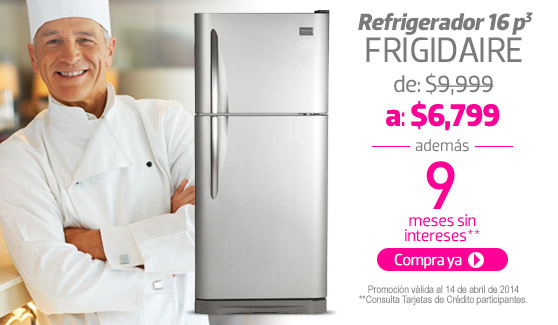 Refrigerador 16 p³
FRIGIDAIRE
de: $9,999
a: $6,799
además
9
meses sin
intereses**
Compra ya
Promoción válida al 14 de abril de 2014
**Consulta Tarjetas de Crédito participantes.